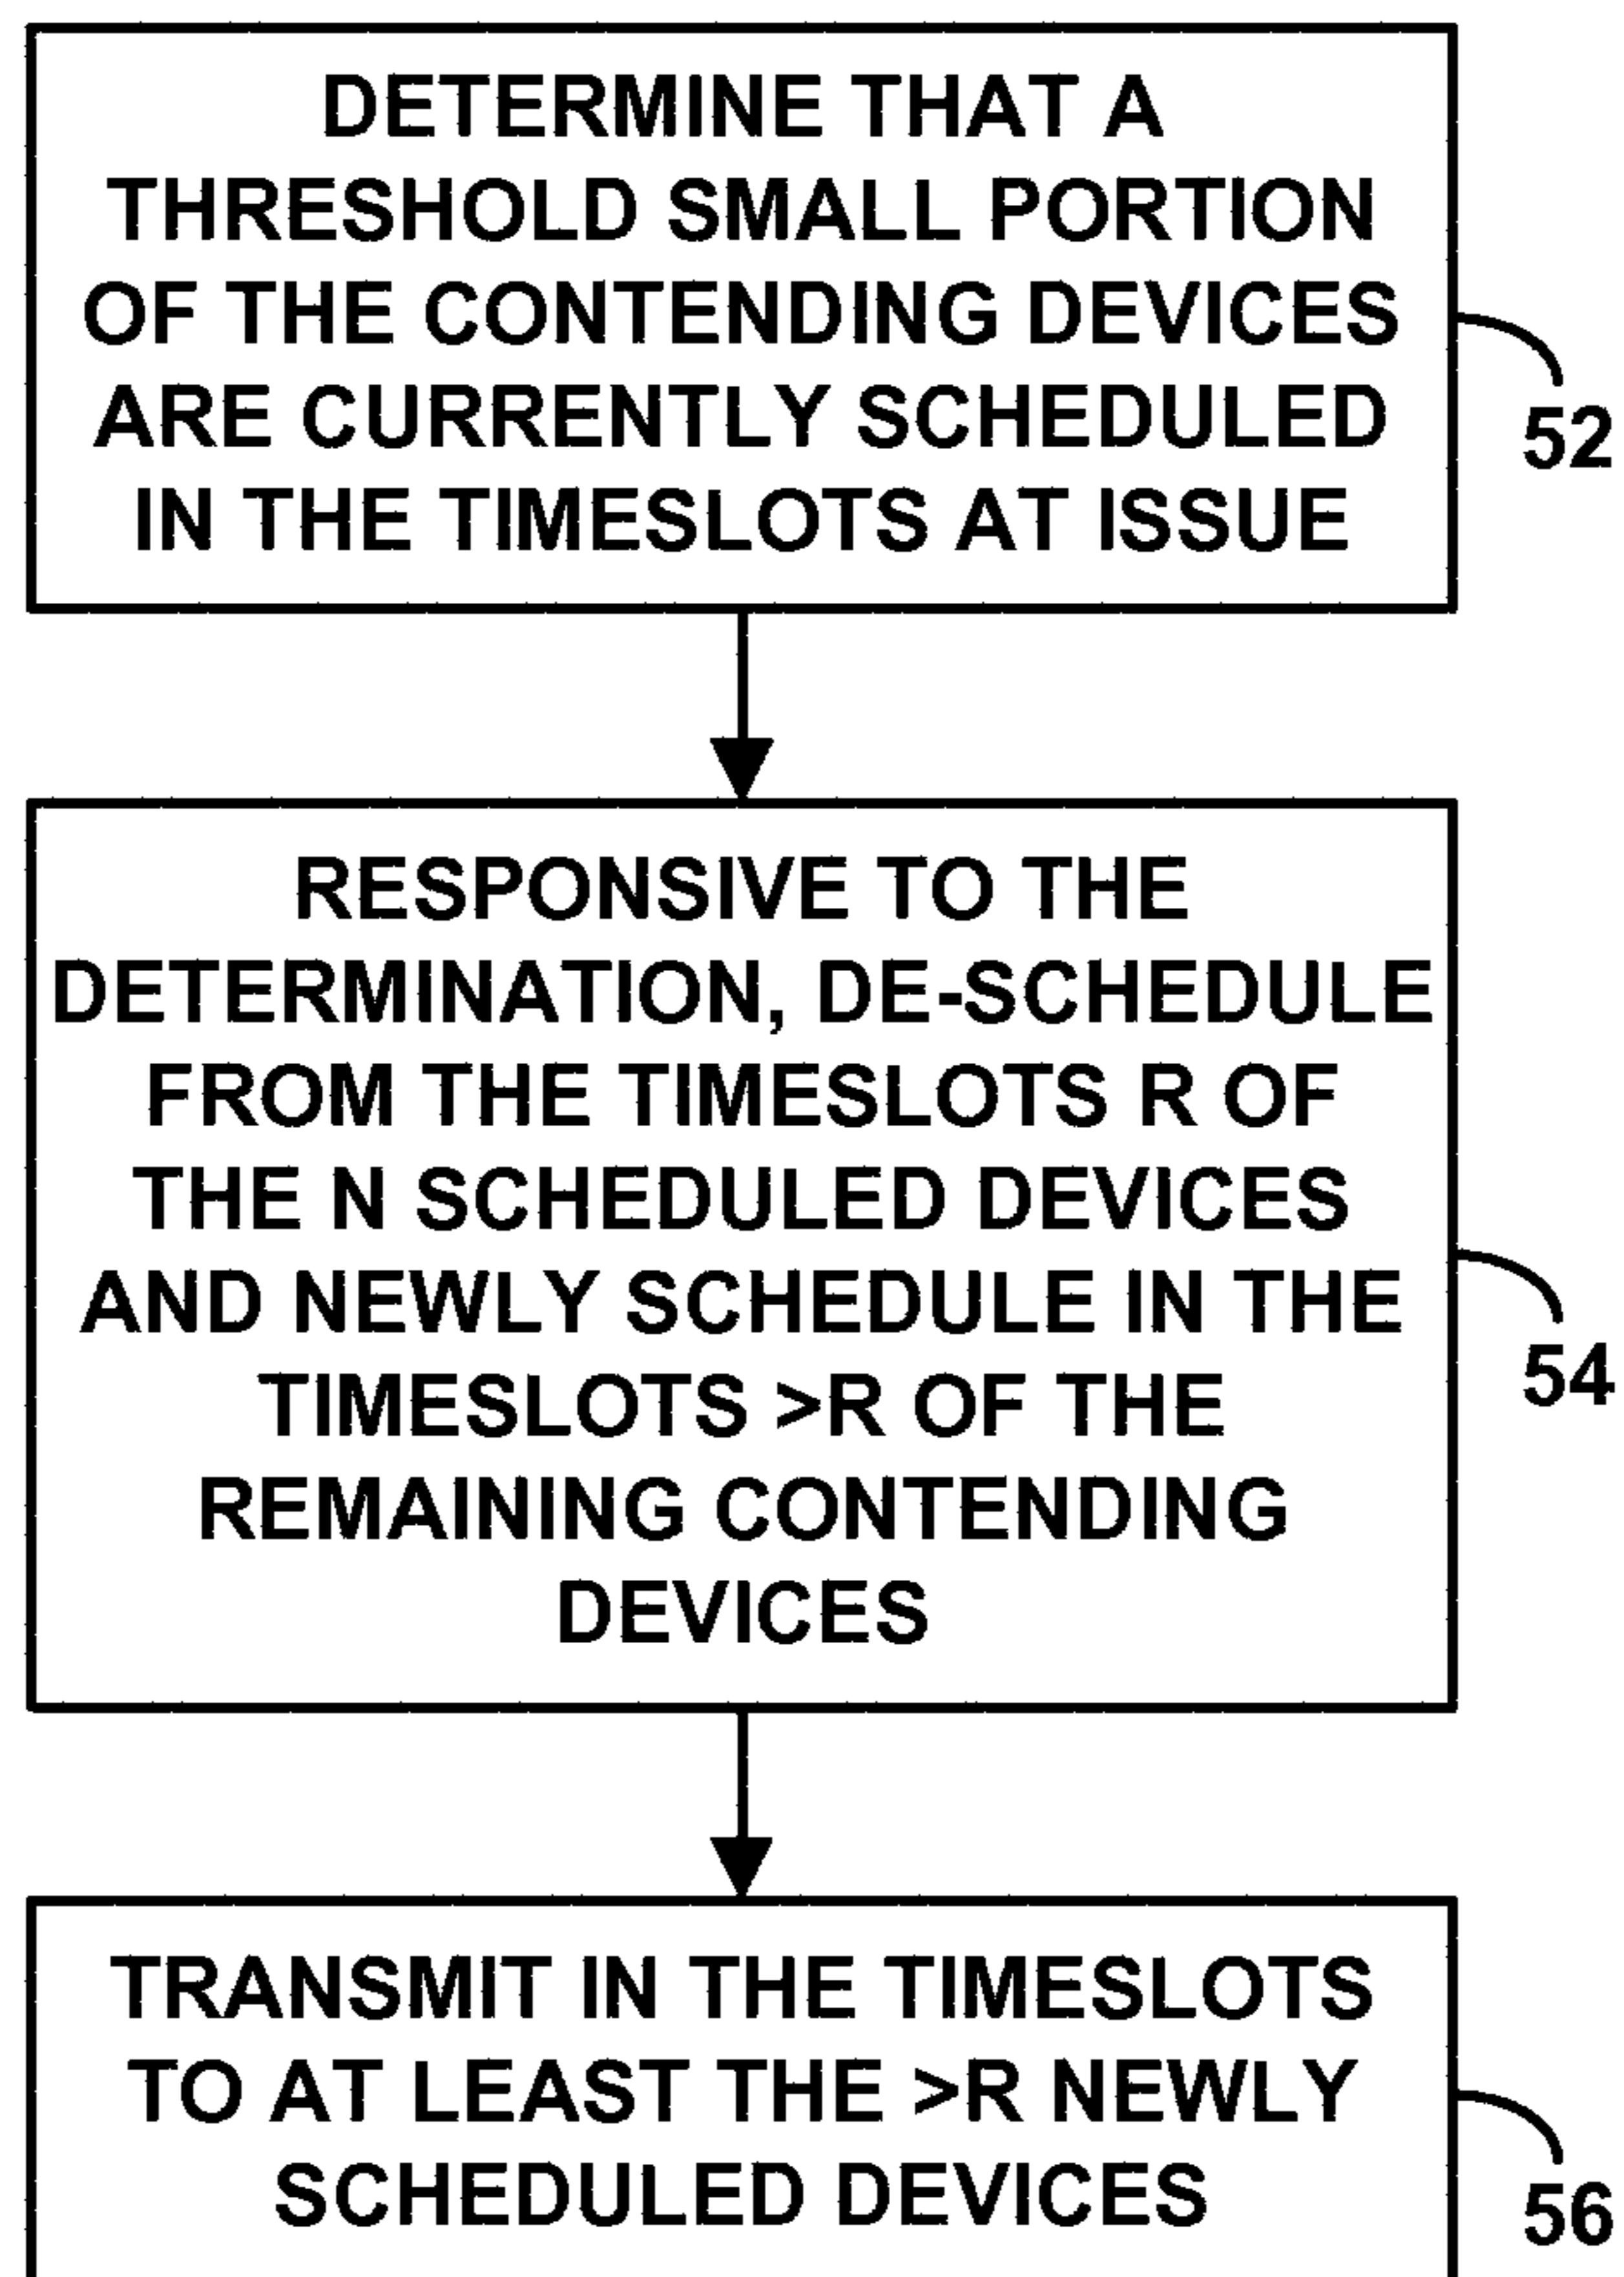 DETERMINE THAT A
THRESHOLD SMALL PORTION
OF THE CONTENDING DEVICES
ARE CURRENTLY SCHEDULED
IN THE TIMESLOTS AT ISSUE
52
RESPONSIVE TO THE
DETERMINATION, DE-SCHEDULE
FROM THE TIMESLOTS R OF
THE N SCHEDULED DEVICES
AND NEWLY SCHEDULE IN THE
TIMESLOTS >R OF THE
REMAINING CONTENDING
DEVICES
54
TRANSMIT IN THE TIMESLOTS
TO AT LEAST THE >R NEWLY
SCHEDULED DEVICES
56